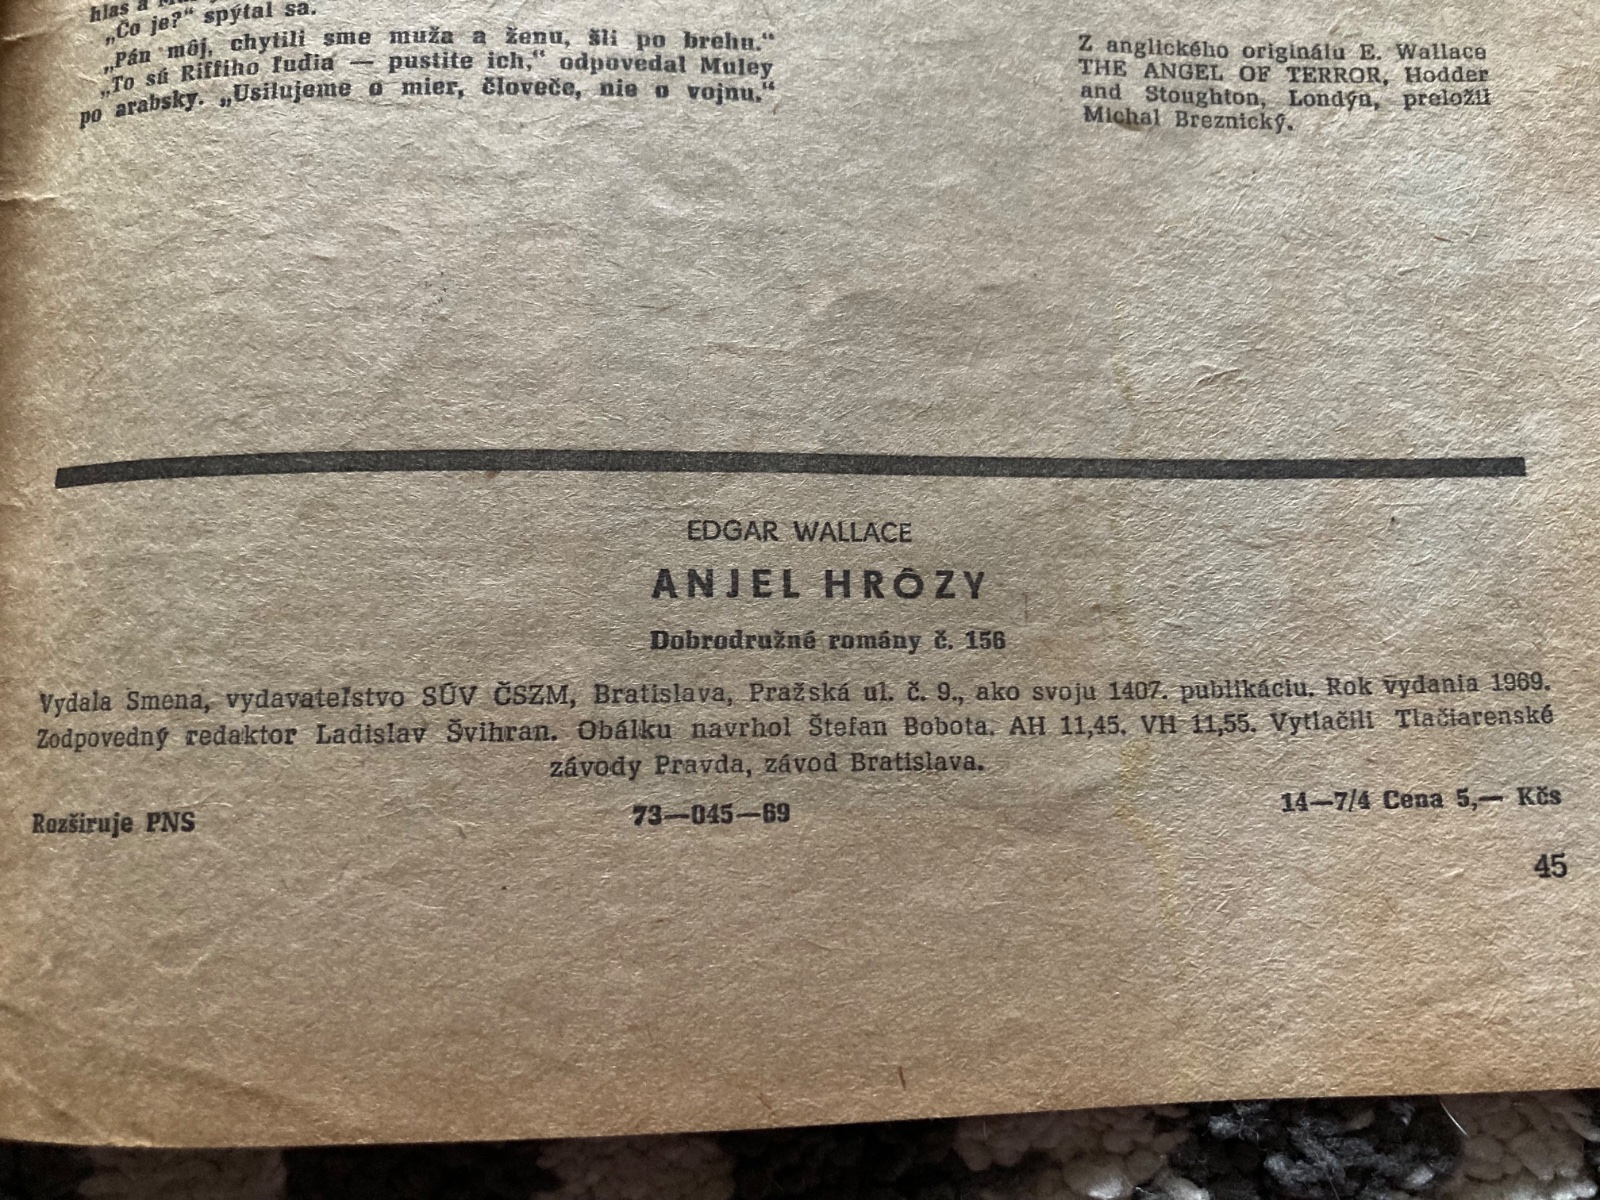 hlas a
„Čo je?“ spýtal sa.
„Pán môj, chytili sme muža a ženu, šli po brehu.“
„To sú Riffiho ľudia — pustite ich,“ odpovedal Muley
po arabsky. „Usilujeme o mier, človeče, nie o vojnu.“
Z anglického originálu E. Wallace
THE ANGEL OF TERROR, Hodder
and Stoughton, Londýn, preložil
Michal Breznický.
EDGAR WALLACE
ANJEL HRÔZY
Dobrodružné romány č. 156
Vydala Smena, vydavateľstvo SÚV ČSZM, Bratislava, Pražská ul. č. 9., ako svoju 1407. publikáciu. Rok vydania 1969.
Zodpovedný redaktor Ladislav Švihran. Obálku navrhol Štefan Bobota. AH 11,45. VH 11,55. Vytlačili Tlačiarenské
závody Pravda, závod Bratislava.
Rozširuje PNS 73—045—69 14—7/4 Cena 5,— Kčs
45